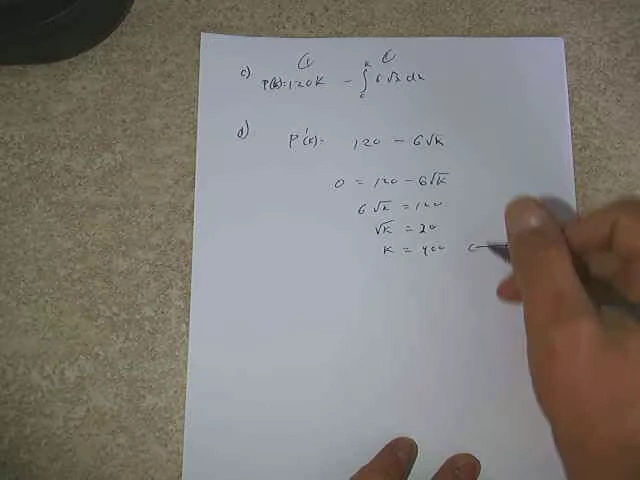 c) P(k)=120k - ∫ 6√x dx
d) P'(k)= 120 - 6√k
0 = 120 - 6√k
6√k = 120
√k = 20
k = 400